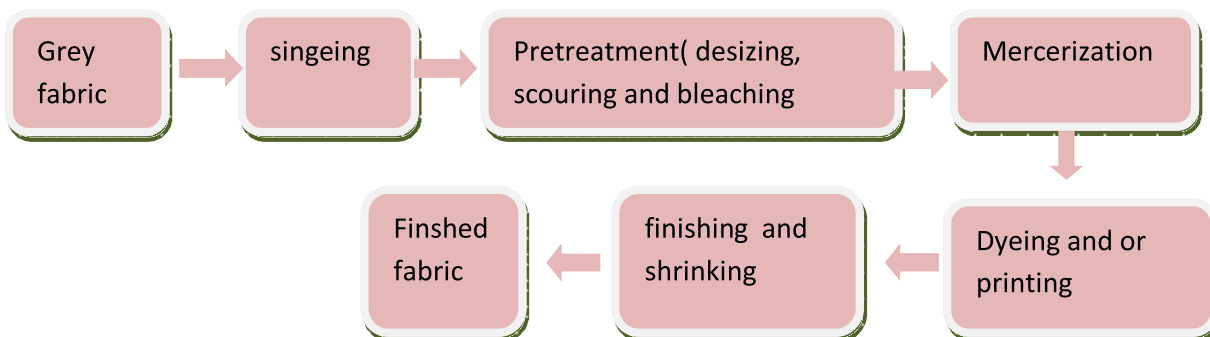 Grey
fabric
singeing
Pretreatment( desizing,
scouring and bleaching
Mercerization
Dyeing and or
printing
finishing and
shrinking
Finshed
fabric